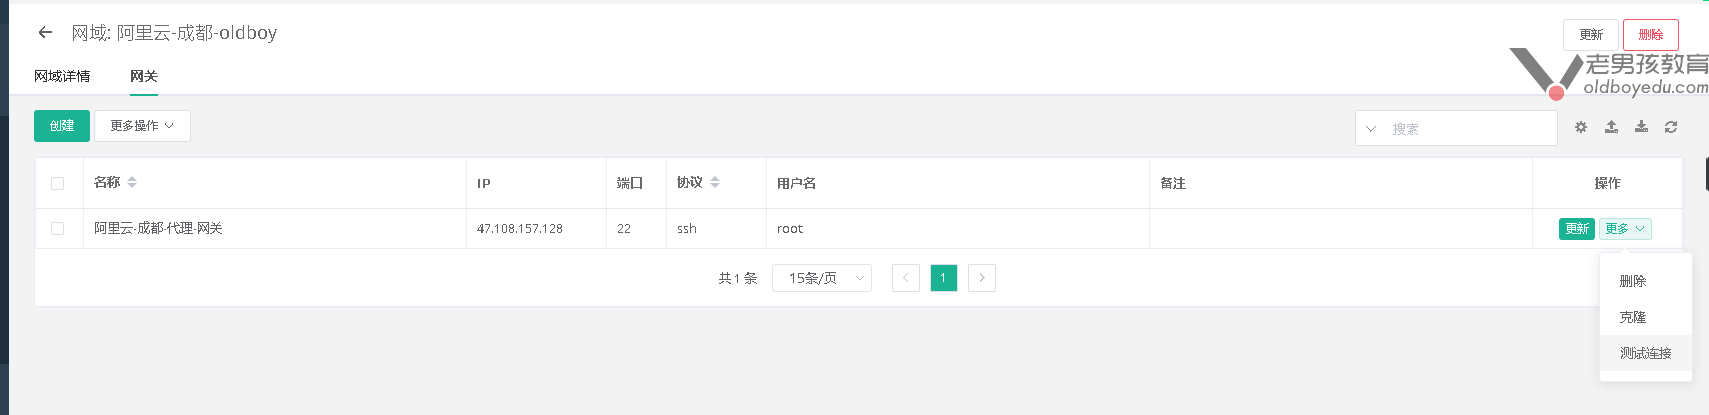 网域: 阿里云-成都-oldboy
更新 删除
网域详情 网关
老男孩教育
oldboyedu.com
创建 更多操作 搜索
名称 IP 端口 协议 用户名 备注 操作
阿里云-成都-代理-网关 47.108.157.128 22 ssh root 更新 更多
共 1 条 15条/页 1
删除
克隆
测试连接